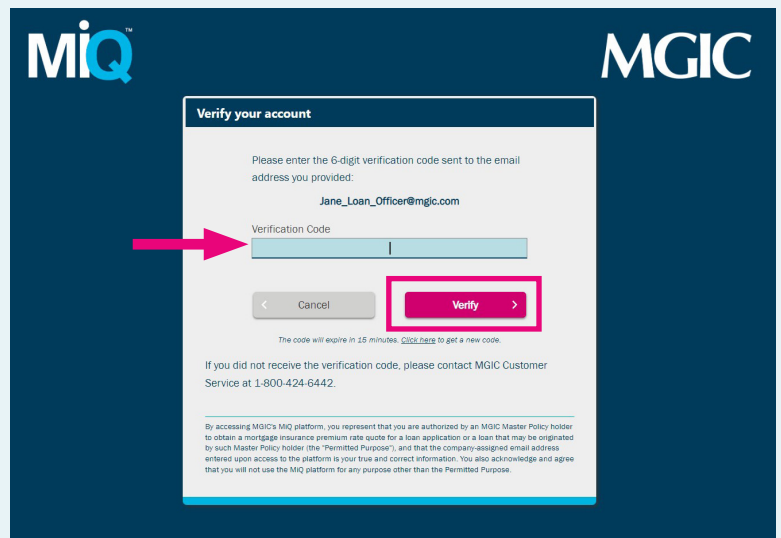 MiQ™
MGIC
Verify your account
Please enter the 6-digit verification code sent to the email
address you provided:
Jane_Loan_Officer@mgic.com
Verification Code
Cancel
Verify
The code will expire in 15 minutes. Click here to get a new code.
If you did not receive the verification code, please contact MGIC Customer
Service at 1-800-424-6442.
By accessing MGIC's MiQ platform, you represent that you are authorized by an MGIC Master Policy holder
to obtain a mortgage insurance premium rate quote for a loan application or a loan that may be originated
by such Master Policy holder (the "Permitted Purpose"), and that the company-assigned email address
entered upon access to the platform is your true and correct information. You also acknowledge and agree
that you will not use the MiQ platform for any purpose other than the Permitted Purpose.